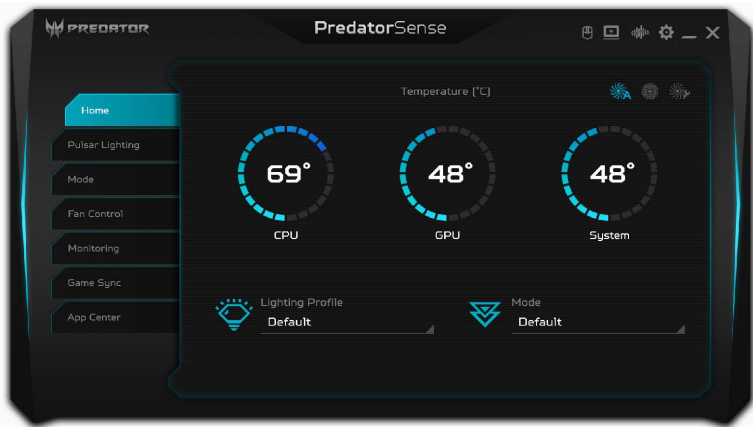 PREDATOR
PredatorSense
Temperature (°C)
A
Home
Pulsar Lighting
Mode
Fan Control
Monitoring
Game Sync
App Center
69° 48° 48°
CPU GPU System
Lighting Profile Mode
Default Default